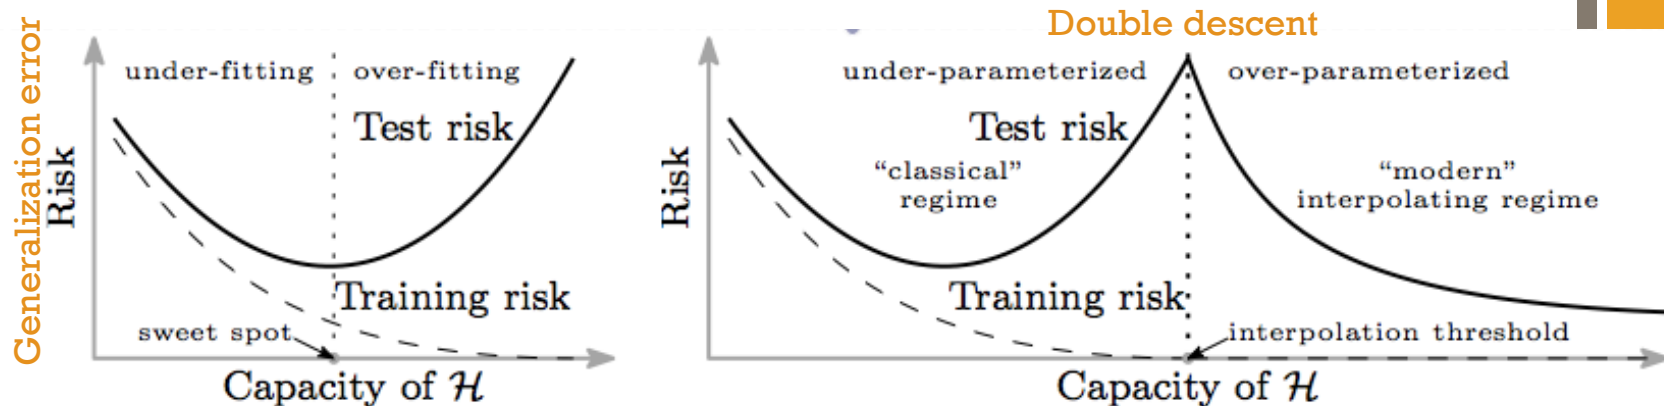 Double descent
Generalization error
Risk
under-fitting
over-fitting
Test risk
Training risk
sweet spot
Capacity of ℋ
Risk
under-parameterized
over-parameterized
Test risk
“classical”
regime
“modern”
interpolating regime
Training risk
interpolation threshold
Capacity of ℋ